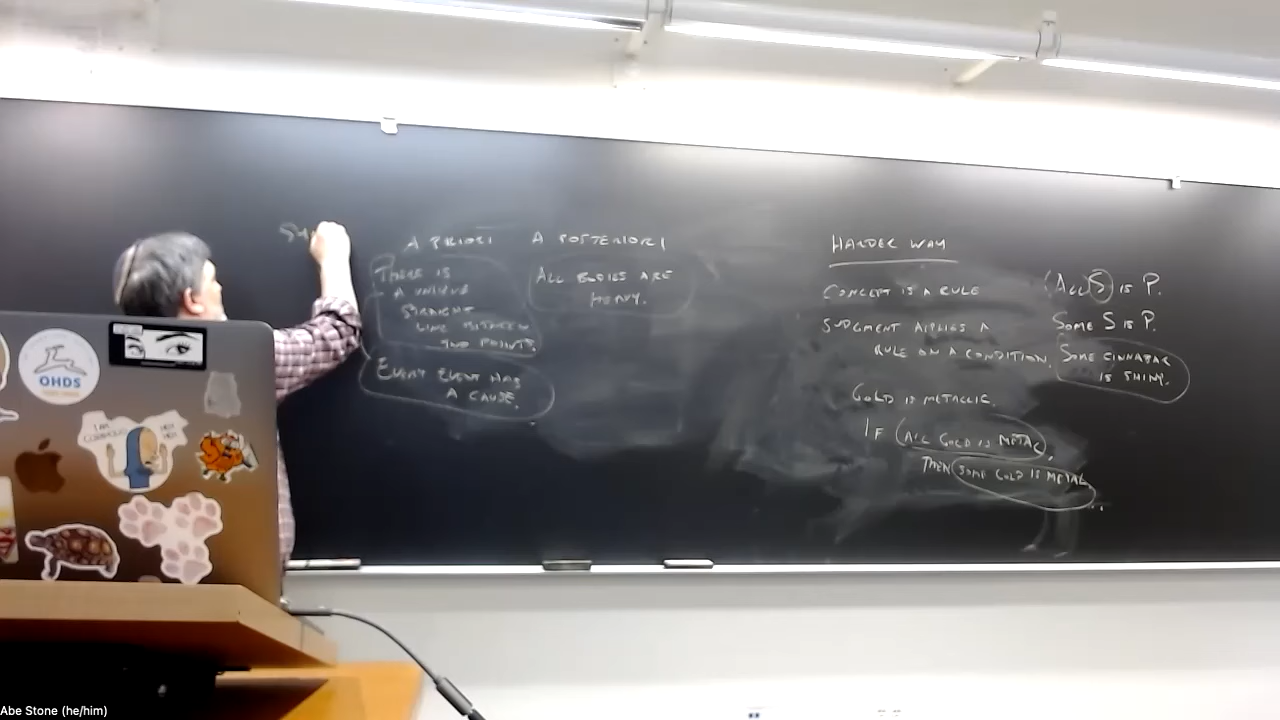 A PRIORI
THERE IS
A UNIQUE
STRAIGHT
LINE BETWEEN
TWO POINTS.
EVERY EVENT HAS
A CAUSE.
A POSTERIORI
ALL BODIES ARE
HEAVY.
HARDER WAY
CONCEPT IS A RULE
JUDGMENT APPLIES A
RULE ON A CONDITION.
GOLD IS METALLIC.
IF ALL GOLD IS METAL,
THEN SOME GOLD IS METAL
(ALL) S IS P.
SOME S IS P.
SOME CINNABAR
IS SHINY.
OHDS
I AM
NOT
Abe Stone (he/him)